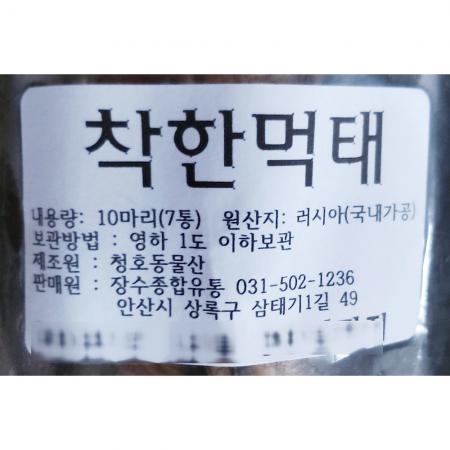 착한먹태
내용량: 10마리(7통) 원산지: 러시아(국내가공)
보관방법 : 영하 1도 이하보관
제조원 : 청호동물산
판매원 : 장수종합유통 031-502-1236
안산시 상록구 삼태기1길 49